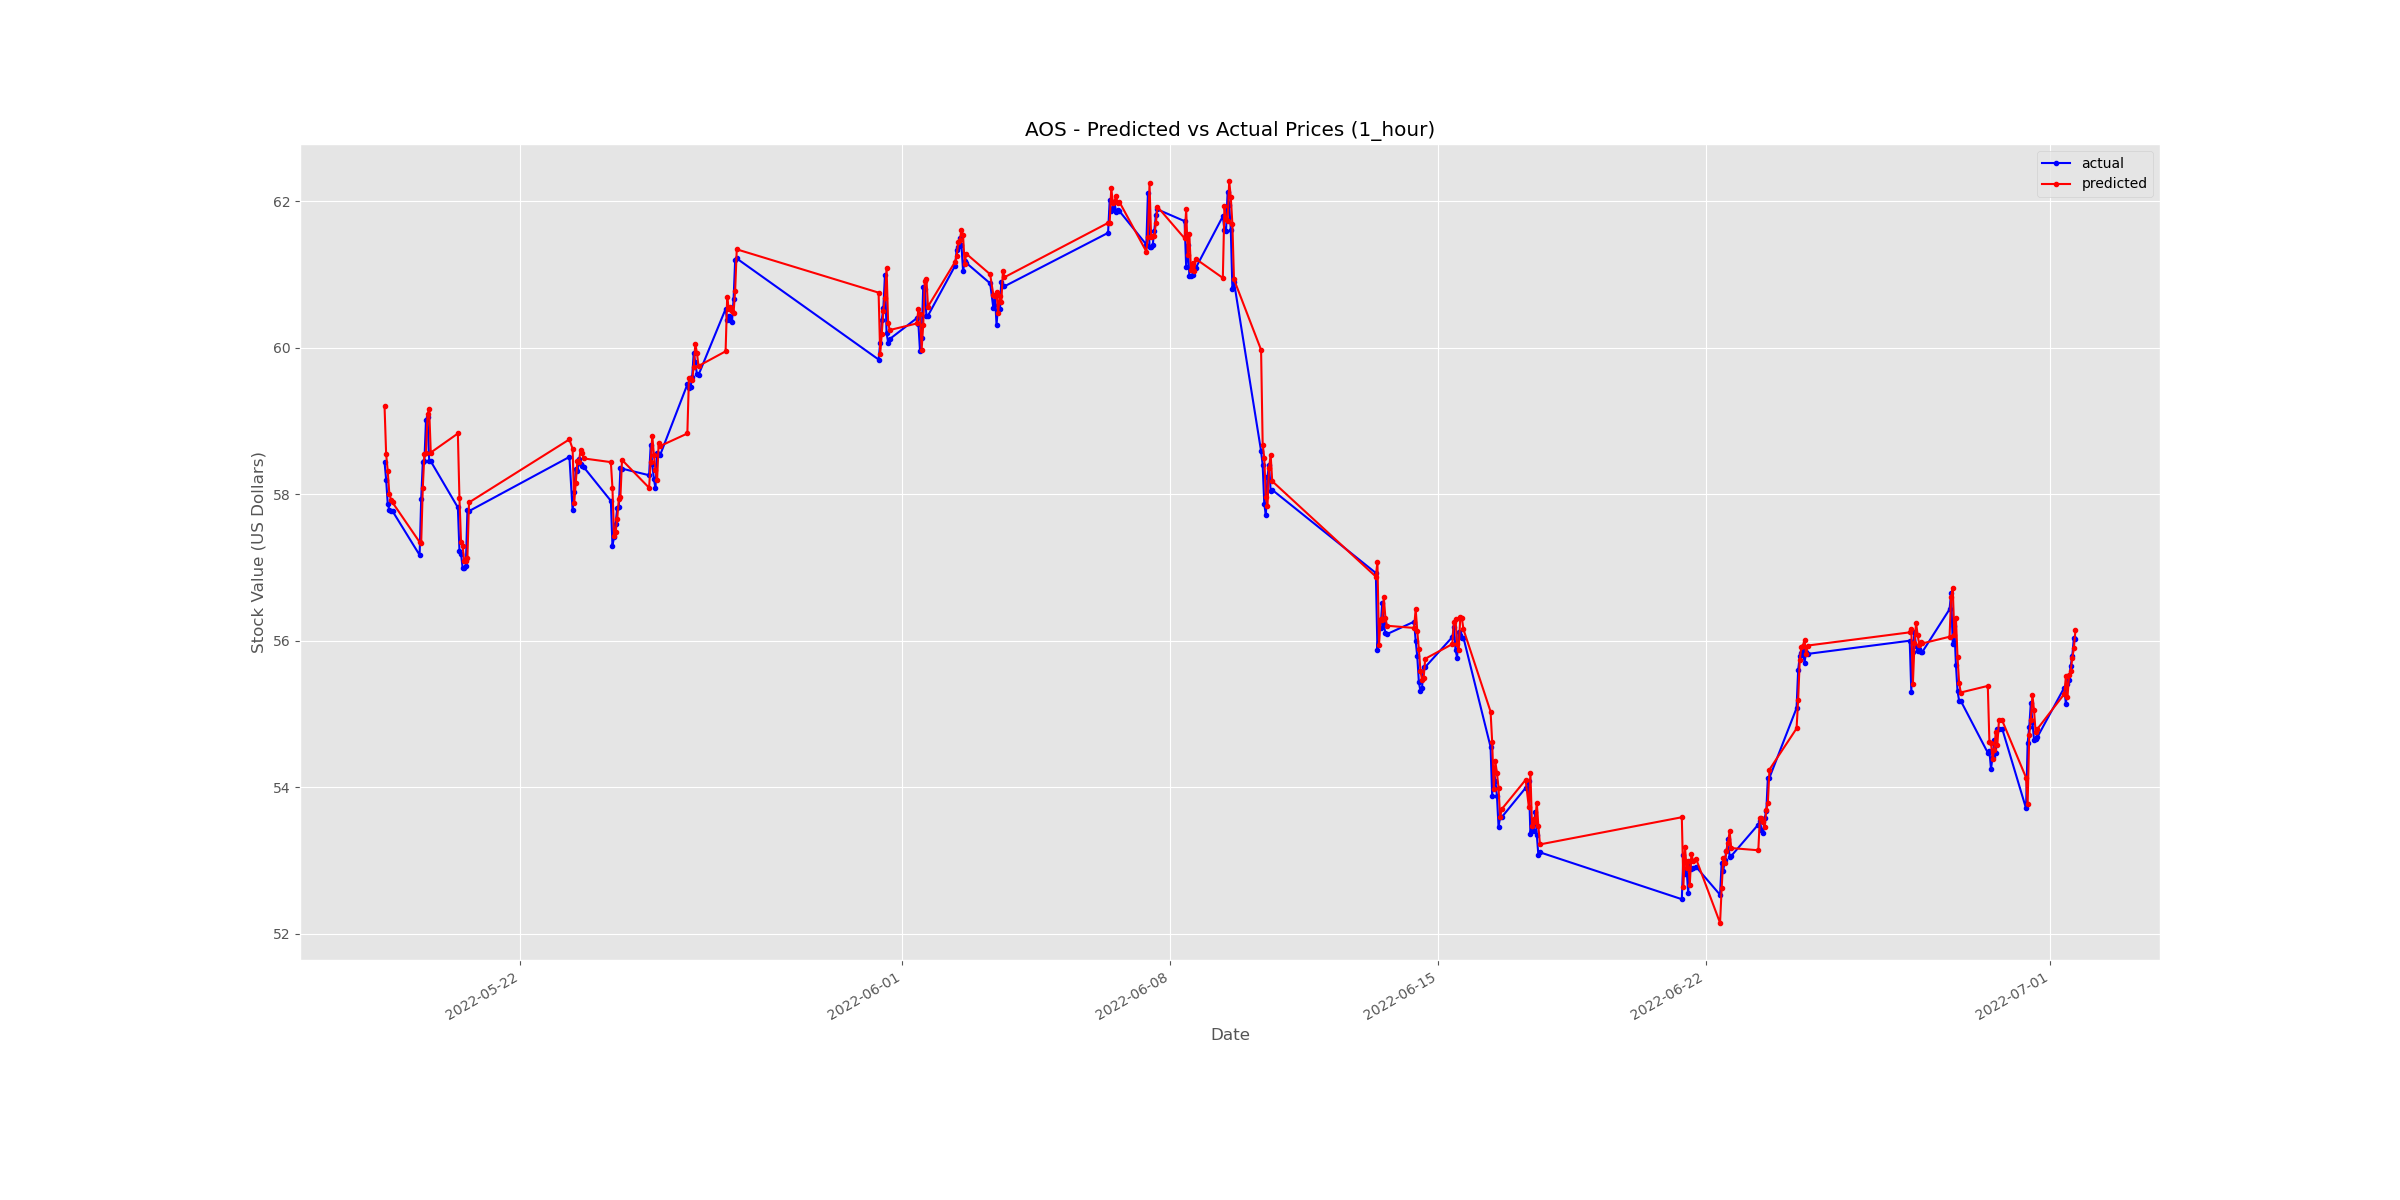 AOS - Predicted vs Actual Prices (1_hour)
actual
predicted
Stock Value (US Dollars)
62
60
58
56
54
52
2022-05-22
2022-06-01
2022-06-08
2022-06-15
2022-06-22
2022-07-01
Date